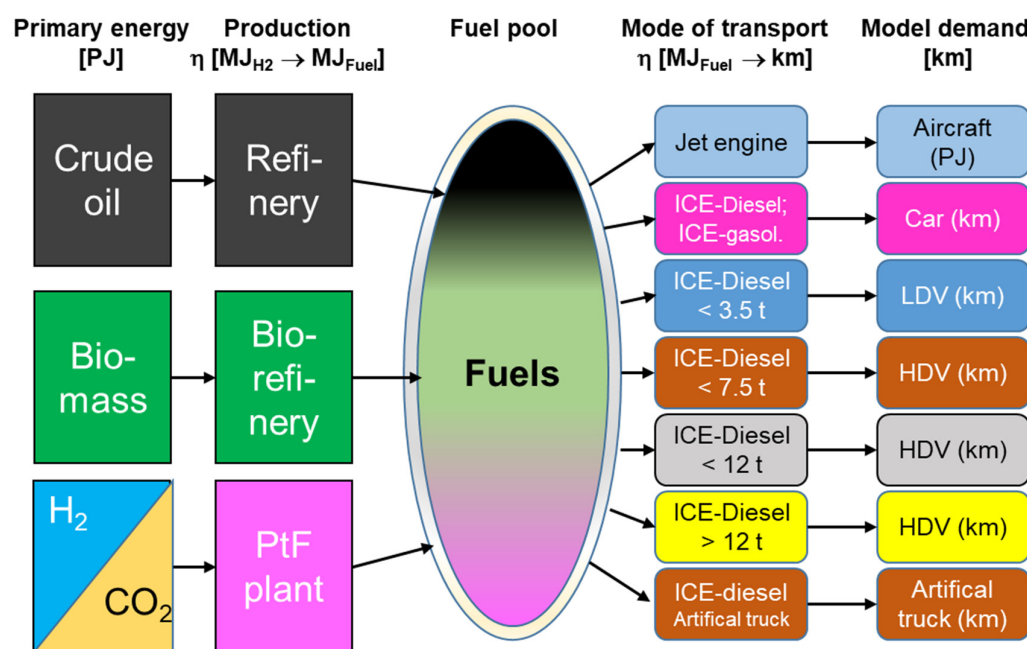 Primary energy
[PJ]
Production
η [MJH2 → MJFuel]
Fuel pool
Mode of transport
η [MJFuel → km]
Model demand
[km]
Crude
oil
Refi-
nery
Bio-
mass
Bio-
refi-
nery
H2
CO2
PtF
plant
Fuels
Jet engine
Aircraft
(PJ)
ICE-Diesel;
ICE-gasol.
Car (km)
ICE-Diesel
< 3.5 t
LDV (km)
ICE-Diesel
< 7.5 t
HDV (km)
ICE-Diesel
< 12 t
HDV (km)
ICE-Diesel
> 12 t
HDV (km)
ICE-diesel
Artifical truck
Artifical
truck (km)